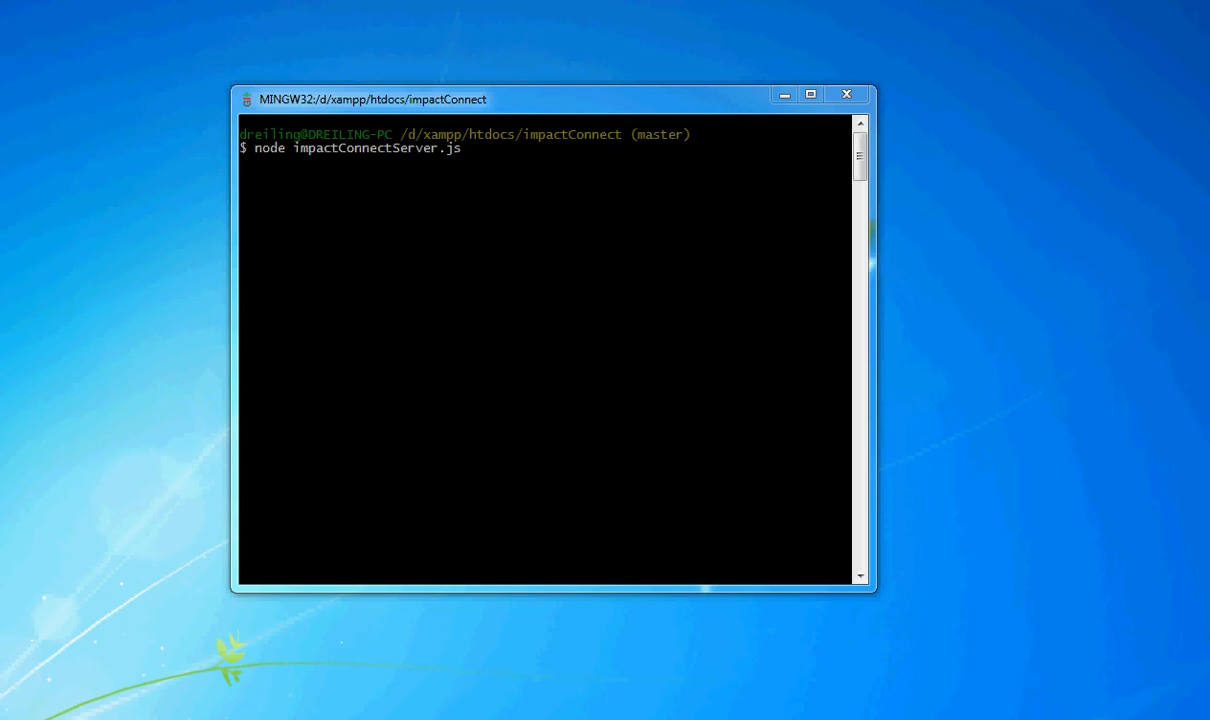 MINGW32:/d/xampp/htdocs/impactConnect
dreiling@DREILING-PC /d/xampp/htdocs/impactConnect (master)
$ node impactConnectServer.js